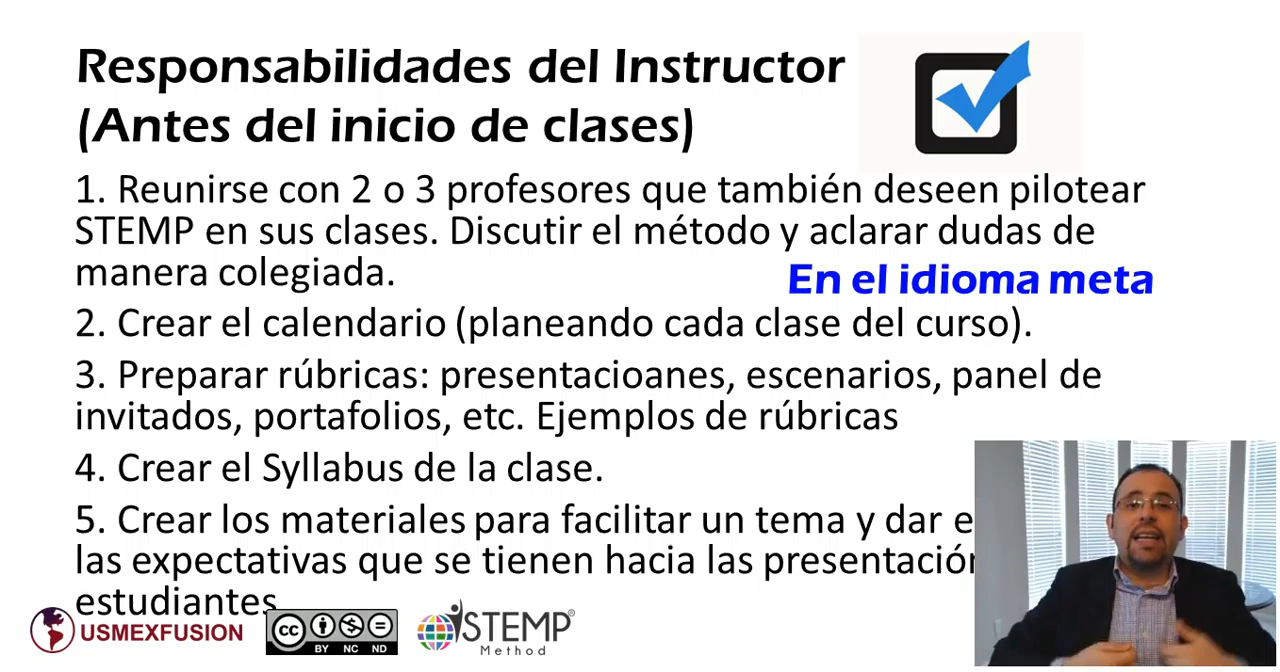 Responsabilidades del Instructor
(Antes del inicio de clases)
1. Reunirse con 2 o 3 profesores que también deseen pilotear
STEMP en sus clases. Discutir el método y aclarar dudas de
manera colegiada.
En el idioma meta
2. Crear el calendario (planeando cada clase del curso).
3. Preparar rúbricas: presentacioanes, escenarios, panel de
invitados, portafolios, etc. Ejemplos de rúbricas
4. Crear el Syllabus de la clase.
5. Crear los materiales para facilitar un tema y dar
las expectativas que se tienen hacia las
estudiantes
USMEXFUSION
cc BY NC ND
STEMP®
Method